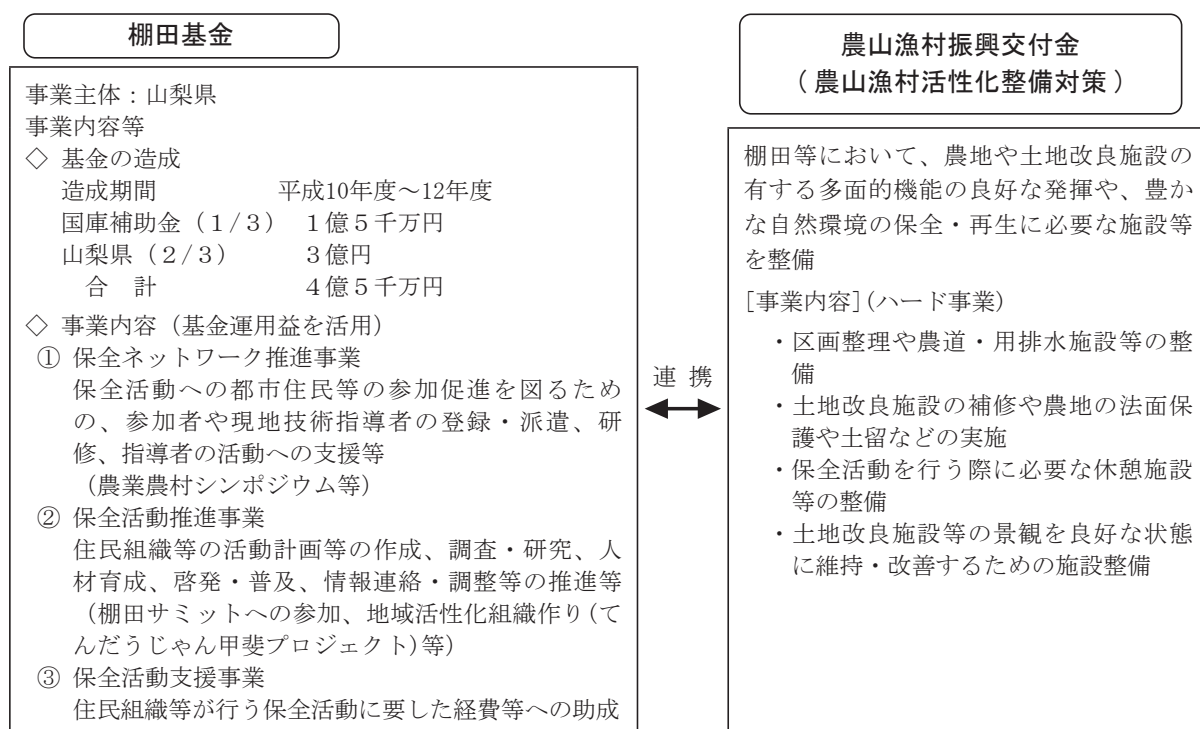 棚田基金
事業主体：山梨県
事業内容等
◇ 基金の造成
造成期間　　　　平成10年度～12年度
国庫補助金（１/３）　１億５千万円
山梨県（２/３）　　　３億円
合　計　　　　　　４億５千万円
◇ 事業内容（基金運用益を活用）
① 保全ネットワーク推進事業
保全活動への都市住民等の参加促進を図るため
の、参加者や現地技術指導者の登録・派遣、研
修、指導者の活動への支援等
（農業農村シンポジウム等）
② 保全活動推進事業
住民組織等の活動計画等の作成、調査・研究、人
材育成、啓発・普及、情報連絡・調整等の推進等
（棚田サミットへの参加、地域活性化組織作り(て
んだうじゃん甲斐プロジェクト)等）
③ 保全活動支援事業
住民組織等が行う保全活動に要した経費等への助成
連 携
農山漁村振興交付金
（ 農山漁村活性化整備対策 ）
棚田等において、農地や土地改良施設の
有する多面的機能の良好な発揮や、豊か
な自然環境の保全・再生に必要な施設等
を整備
[事業内容](ハード事業)
・区画整理や農道・用排水施設等の整
備
・土地改良施設の補修や農地の法面保
護や土留などの実施
・保全活動を行う際に必要な休憩施設
等の整備
・土地改良施設等の景観を良好な状態
に維持・改善するための施設整備